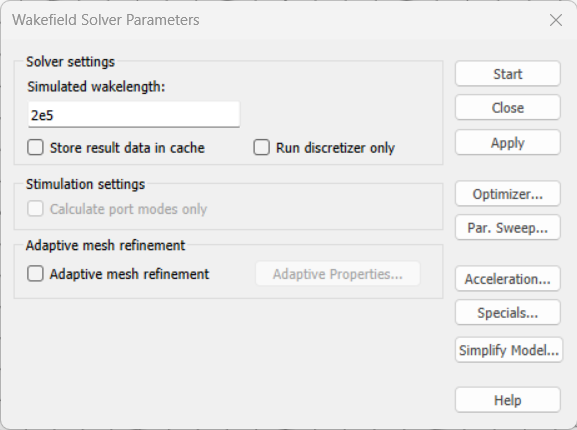 Wakefield Solver Parameters
Solver settings
Simulated wakelength:
2e5
Store result data in cache
Run discretizer only
Stimulation settings
Calculate port modes only
Adaptive mesh refinement
Adaptive mesh refinement
Adaptive Properties...
Start
Close
Apply
Optimizer...
Par. Sweep...
Acceleration...
Specials...
Simplify Model...
Help